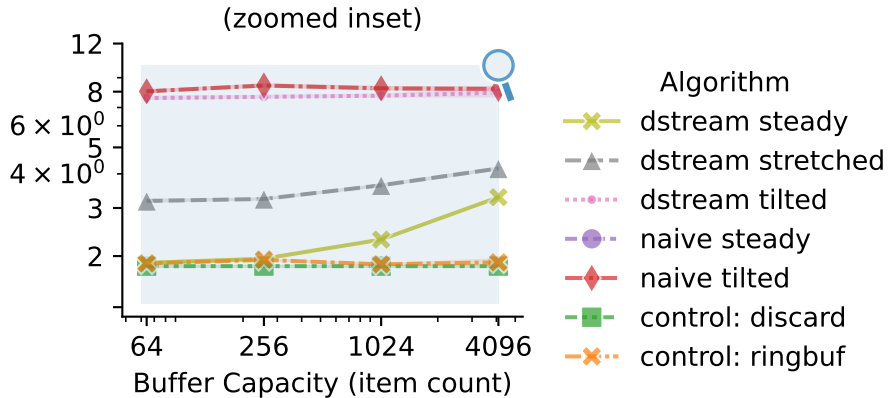 (zoomed inset)
12
8
6 × 10⁰
5
4 × 10⁰
3
2
64 256 1024 4096
Buffer Capacity (item count)
Algorithm
dstream steady
dstream stretched
dstream tilted
naive steady
naive tilted
control: discard
control: ringbuf